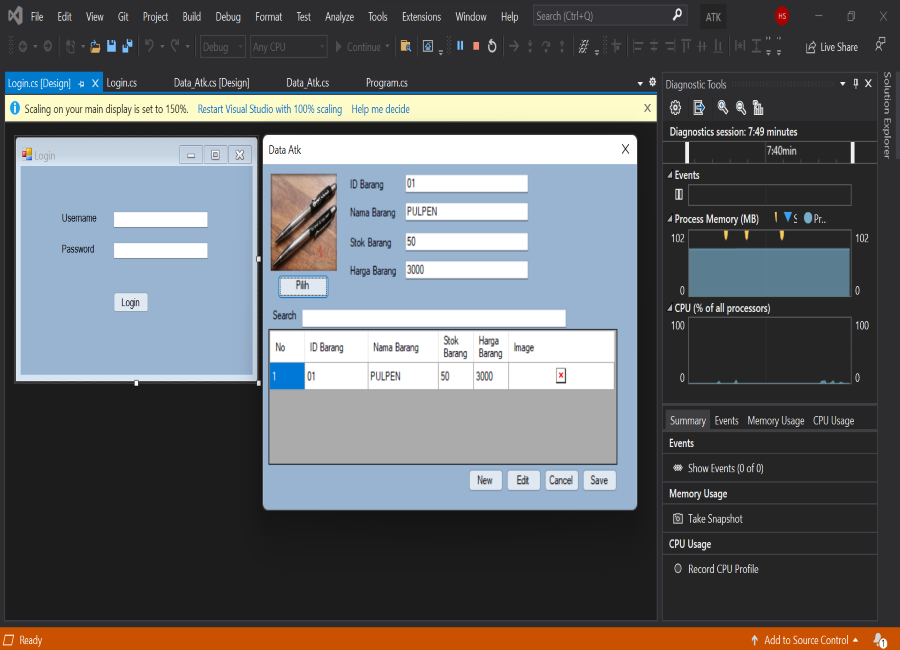 File Edit View Git Project Build Debug Format Test Analyze Tools Extensions Window Help Search (Ctrl+Q) ATK HS
Debug Any CPU Continue Live Share
Login.cs [Design] Login.cs Data_Atk.cs [Design] Data_Atk.cs Program.cs
Scaling on your main display is set to 150%. Restart Visual Studio with 100% scaling Help me decide
Login
Username
Password
Login
Data Atk
ID Barang 01
Nama Barang PULPEN
Stok Barang 50
Harga Barang 3000
Pilih
Search
No ID Barang Nama Barang Stok Barang Harga Barang Image
1 01 PULPEN 50 3000
New Edit Cancel Save
Diagnostic Tools
Diagnostics session: 7:49 minutes
7:40min
Events
Process Memory (MB) S Pr..
102 102
0 0
CPU (% of all processors)
100 100
0 0
Summary Events Memory Usage CPU Usage
Events
Show Events (0 of 0)
Memory Usage
Take Snapshot
CPU Usage
Record CPU Profile
Solution Explorer
Ready Add to Source Control 1